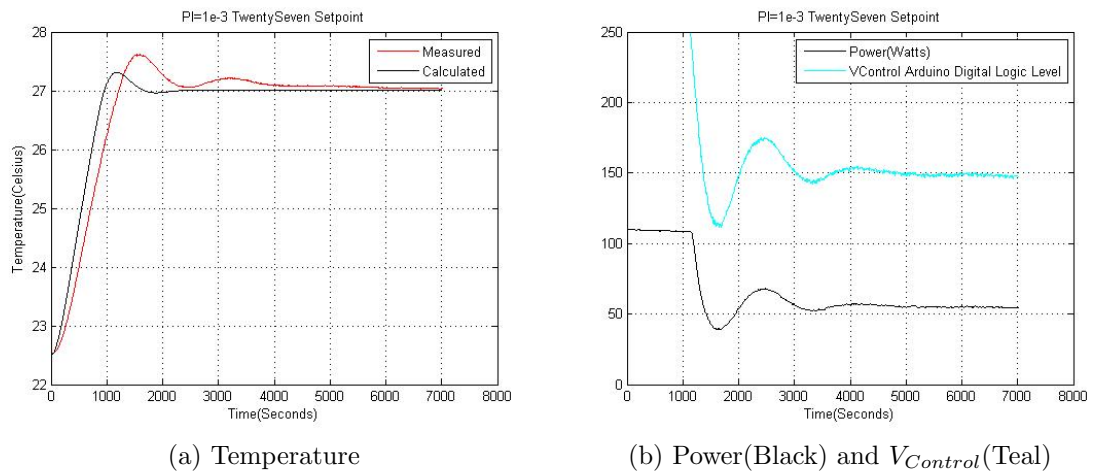 PI=1e-3 TwentySeven Setpoint
28
27
26
25
24
23
22
Temperature(Celsius)
Measured
Calculated
0 1000 2000 3000 4000 5000 6000 7000 8000
Time(Seconds)
(a) Temperature
PI=1e-3 TwentySeven Setpoint
250
200
150
100
50
0
Power(Watts)
VControl Arduino Digital Logic Level
0 1000 2000 3000 4000 5000 6000 7000 8000
Time(Seconds)
(b) Power(Black) and V_{Control}(Teal)